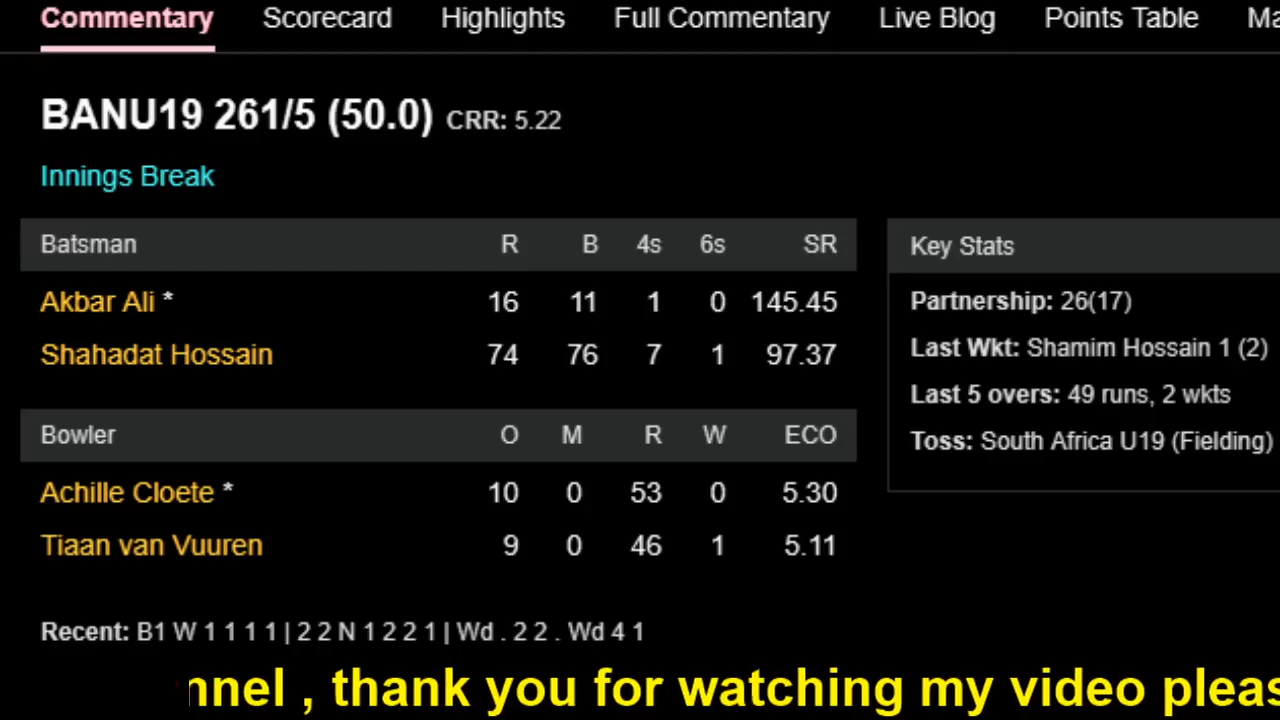 Commentary Scorecard Highlights Full Commentary Live Blog Points Table
BANU19 261/5 (50.0) CRR: 5.22
Innings Break
Batsman R B 4s 6s SR
Akbar Ali * 16 11 1 0 145.45
Shahadat Hossain 74 76 7 1 97.37
Key Stats
Partnership: 26(17)
Last Wkt: Shamim Hossain 1 (2)
Last 5 overs: 49 runs, 2 wkts
Toss: South Africa U19 (Fielding)
Bowler O M R W ECO
Achille Cloete * 10 0 53 0 5.30
Tiaan van Vuuren 9 0 46 1 5.11
Recent: B1 W 1 1 1 1 | 2 2 N 1 2 2 1 | Wd . 2 2 . Wd 4 1
nnel , thank you for watching my video pleas